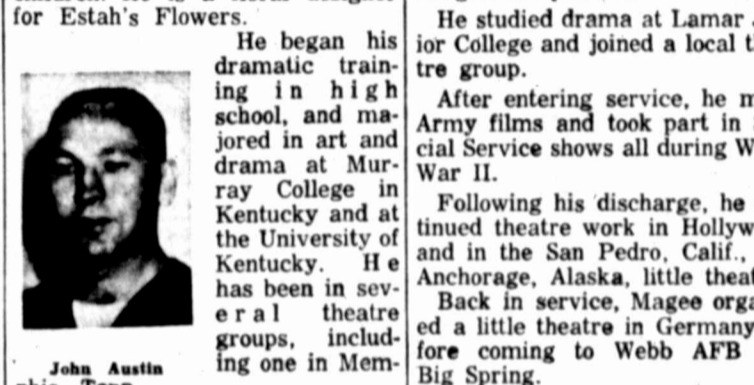 for Estah's Flowers.
He began his
dramatic train-
ing in high
school, and ma-
jored in art and
drama at Mur-
ray College in
Kentucky and at
the University of
Kentucky. He
has been in sev-
eral theatre
groups, includ-
ing one in Mem-
John Austin
He studied drama at Lamar
ior College and joined a local
tre group.
After entering service, he
Army films and took part in
cial Service shows all during
War II.
Following his discharge, he
tinued theatre work in Hollyw
and in the San Pedro, Calif.,
Anchorage, Alaska, little theat
Back in service, Magee orga
ed a little theatre in Germany
fore coming to Webb AFB
Big Spring.